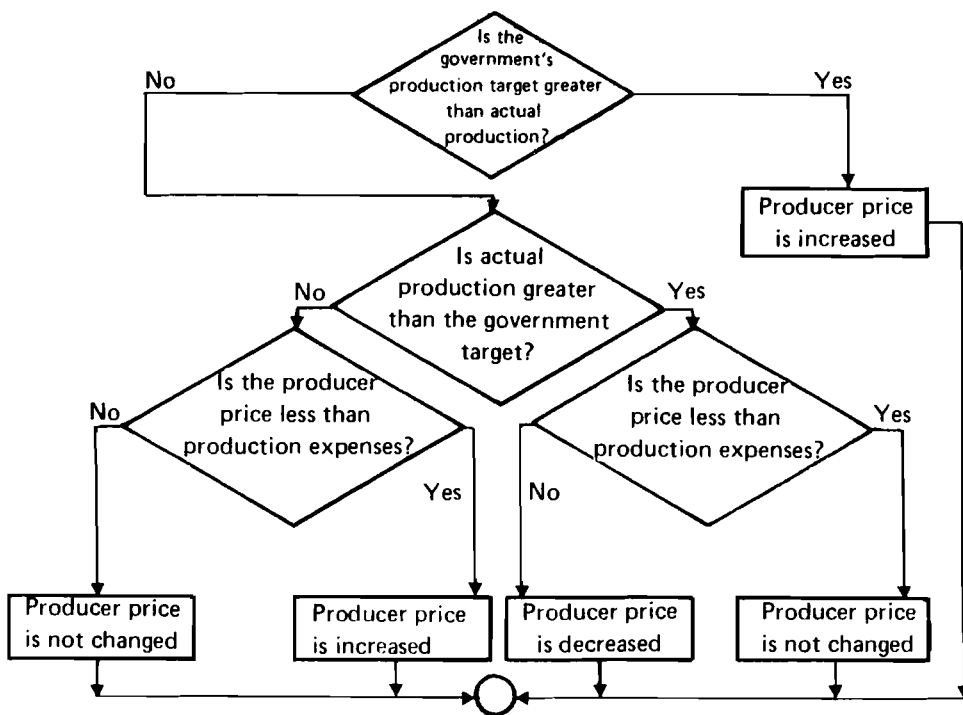 Is the
government's
production target greater
than actual
production?
No
Yes
Producer price
is increased
Is actual
production greater
than the government
target?
No
Yes
Is the producer
price less than
production expenses?
No
Yes
Is the producer
price less than
production expenses?
No
Yes
Producer price
is not changed
Producer price
is increased
Producer price
is decreased
Producer price
is not changed